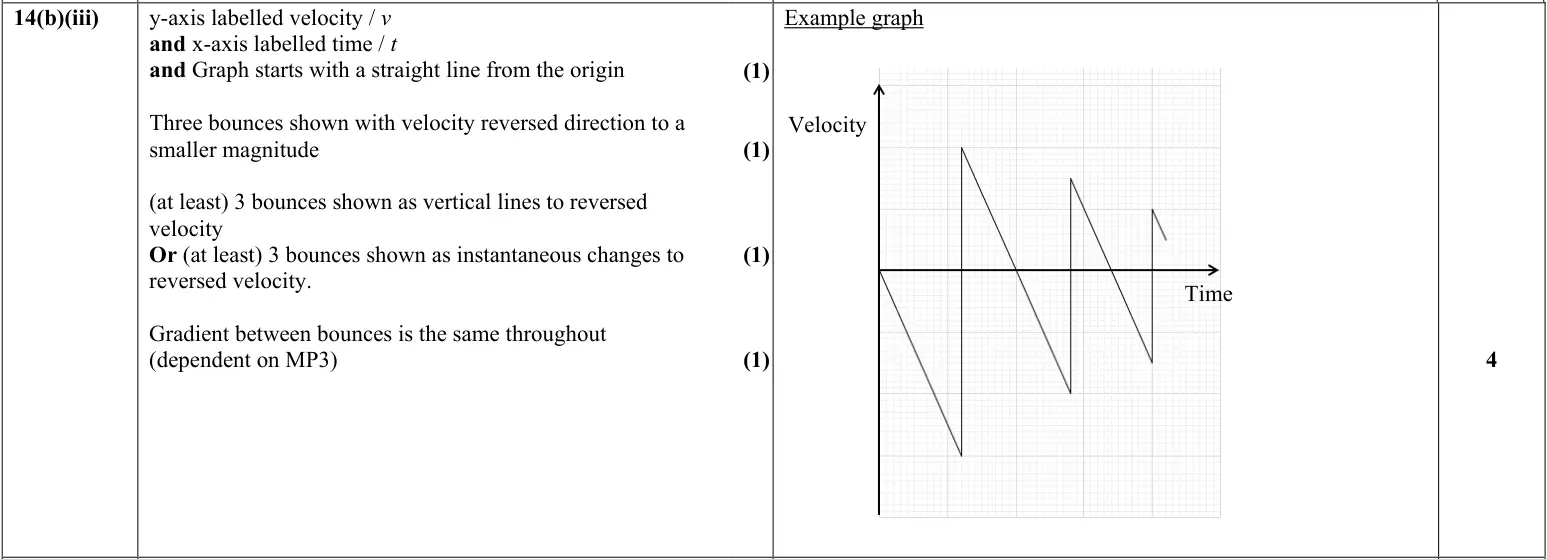 14(b)(iii)
y-axis labelled velocity / v
and x-axis labelled time / t
and Graph starts with a straight line from the origin (1)
Three bounces shown with velocity reversed direction to a
smaller magnitude (1)
(at least) 3 bounces shown as vertical lines to reversed
velocity
Or (at least) 3 bounces shown as instantaneous changes to (1)
reversed velocity.
Gradient between bounces is the same throughout
(dependent on MP3) (1)
Example graph
Velocity
Time
4